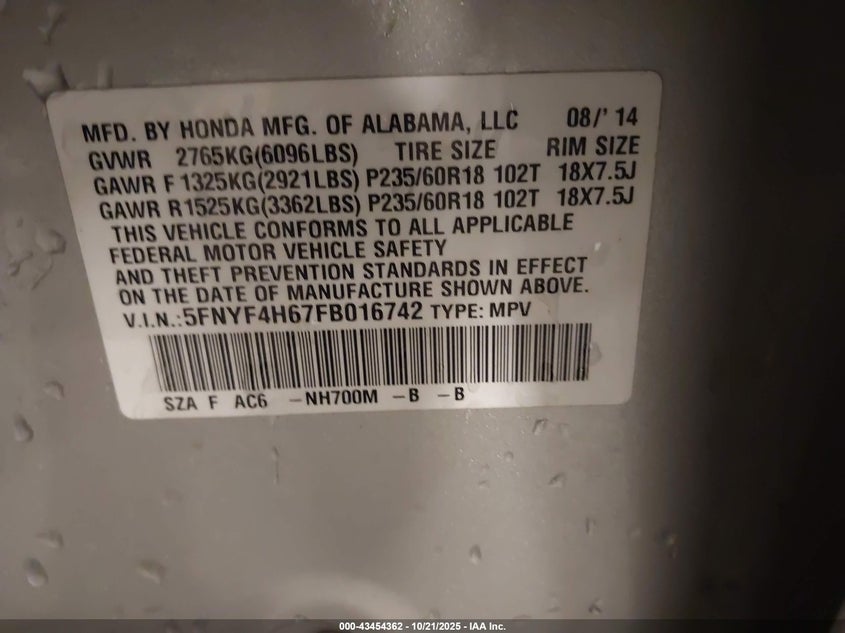 MFD. BY HONDA MFG. OF ALABAMA, LLC 08/' 14
GVWR 2765KG(6096LBS) TIRE SIZE RIM SIZE
GAWR F 1325KG(2921LBS) P235/60R18 102T 18X7.5J
GAWR R1525KG(3362LBS) P235/60R18 102T 18X7.5J
THIS VEHICLE CONFORMS TO ALL APPLICABLE
FEDERAL MOTOR VEHICLE SAFETY
AND THEFT PREVENTION STANDARDS IN EFFECT
ON THE DATE OF MANUFACTURE SHOWN ABOVE.
V.I.N.:5FNYF4H67FB016742 TYPE: MPV
SZA F AC6 -NH700M -B -B
000-43454362 - 10/21/2025 - IAA Inc.